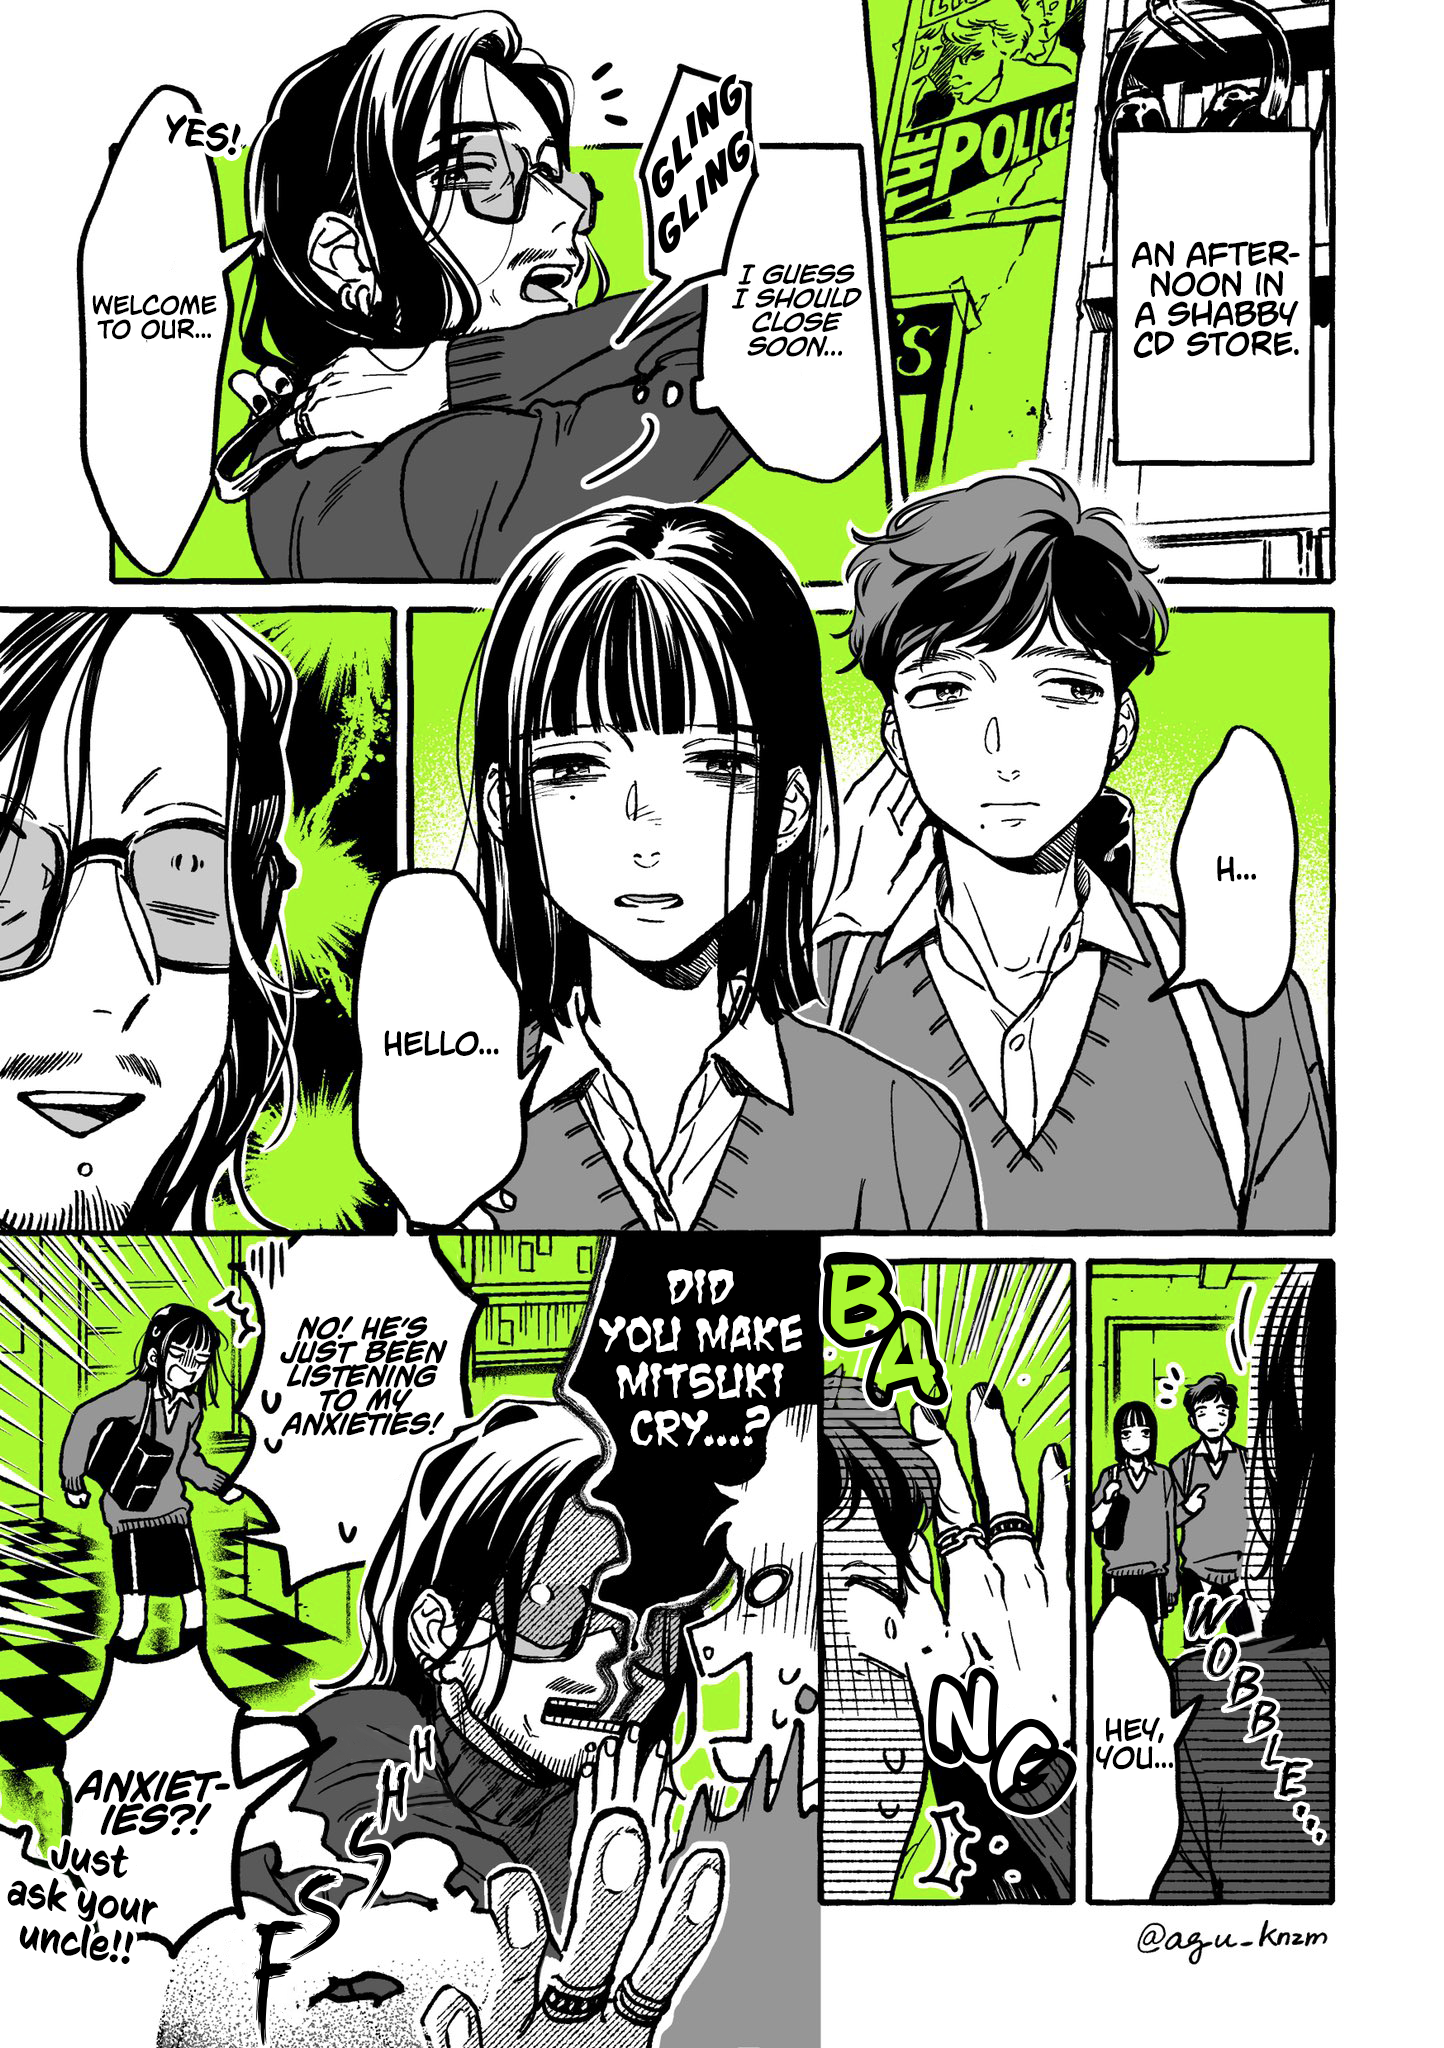 AN AFTER-
NOON IN
A SHABBY
CD STORE.
THE
POLICE
'S
I GUESS
I SHOULD
CLOSE
SOON...
GLING
GLING
YES!
WELCOME
TO OUR...
H...
HELLO...
HEY,
YOU...
WOBBLE...
BA
NG
DID
YOU MAKE
MITSUKI
CRY....?
NO! HE'S
JUST BEEN
LISTENING
TO MY
ANXIETIES!
ANXIET-
IES?!
Just
ask your
uncle!!
FSSHH
@agu_knzm